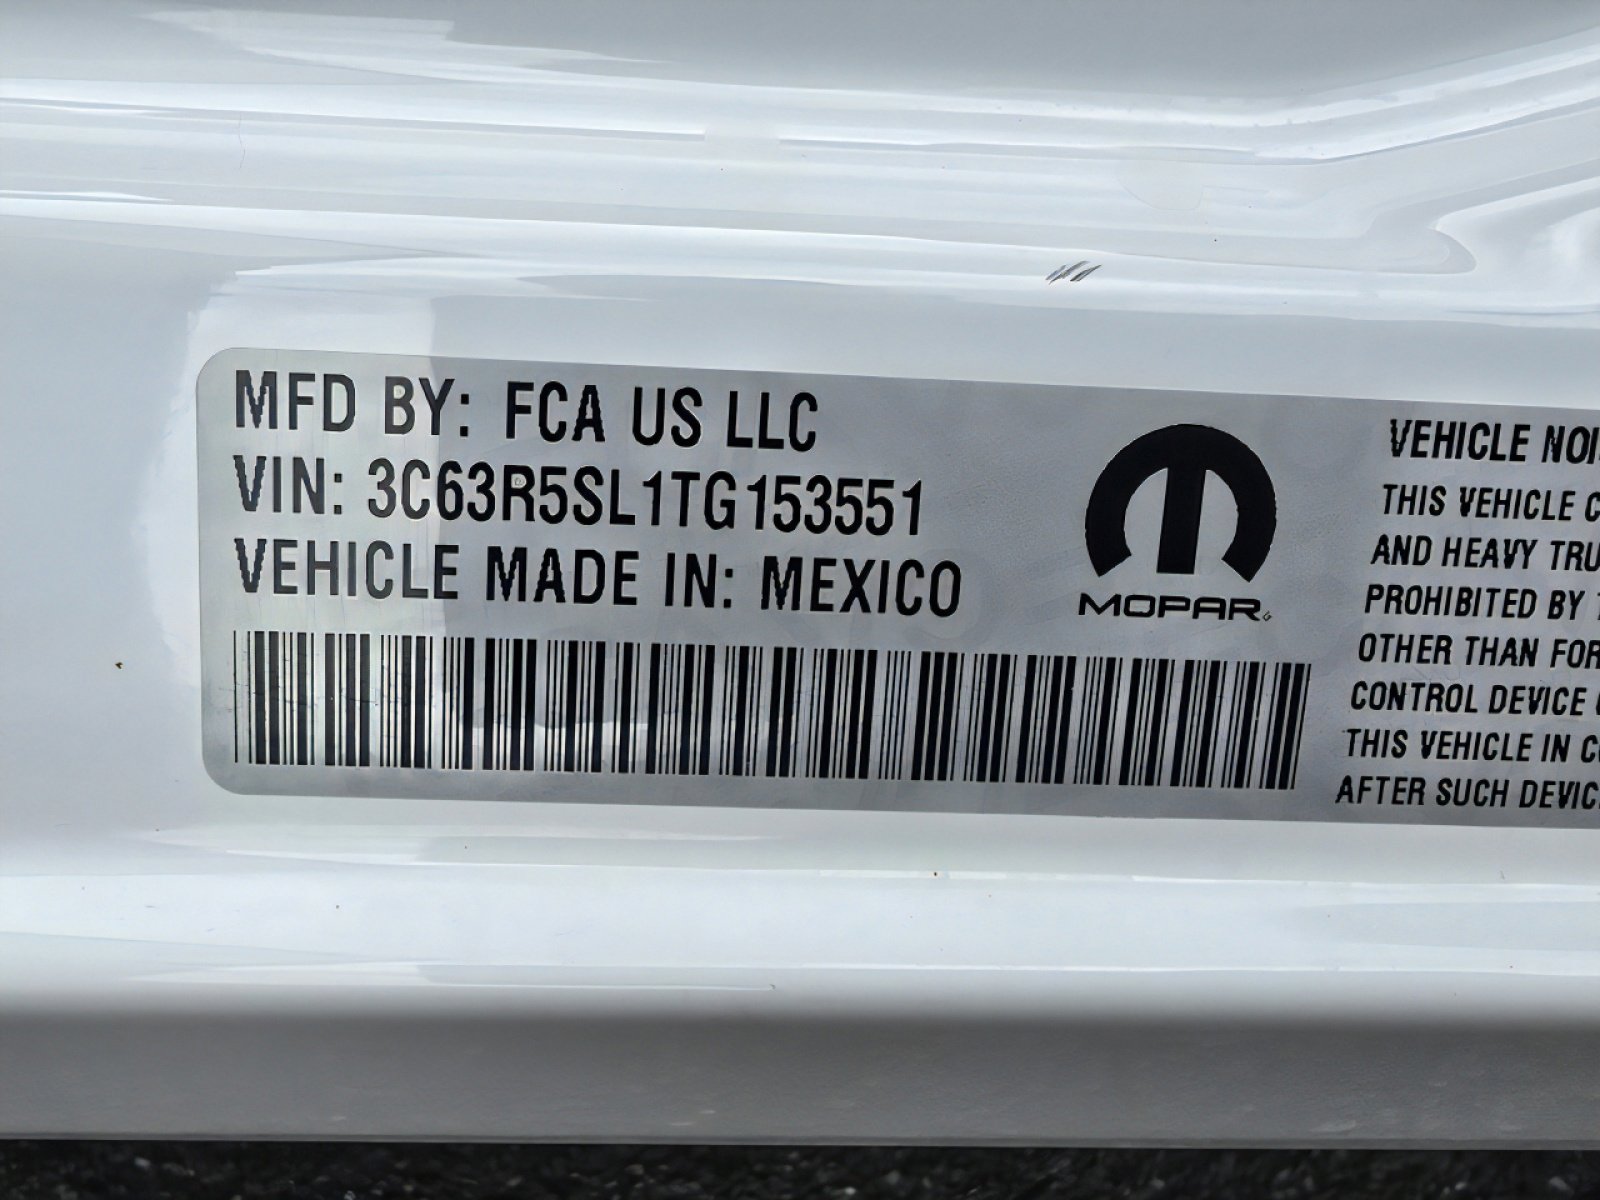 MFD BY: FCA US LLC
VIN: 3C63R5SL1TG153551
VEHICLE MADE IN: MEXICO
MOPAR
VEHICLE
THIS VEHICLE
AND HEAVY
PROHIBITED BY
OTHER THAN FOR
CONTROL DEVICE
THIS VEHICLE IN
AFTER SUCH